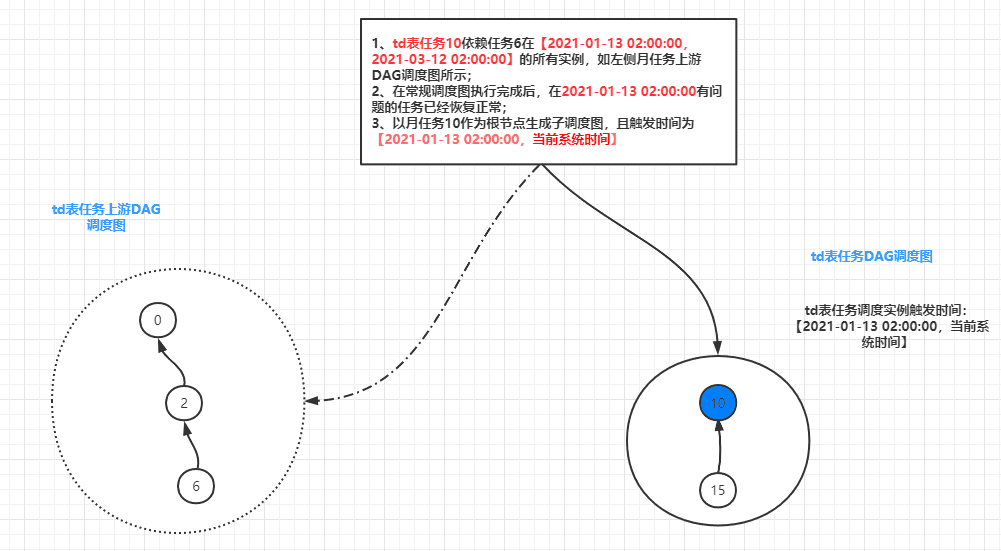 1、td表任务10依赖任务6在【2021-01-13 02:00:00，
2021-03-12 02:00:00】的所有实例，如左侧月任务上游
DAG调度图所示；
2、在常规调度图执行完成后，在2021-01-13 02:00:00有问
题的任务已经恢复正常；
3、以月任务10作为根节点生成子调度图，且触发时间为
【2021-01-13 02:00:00，当前系统时间】
td表任务上游DAG
调度图
0
2
6
td表任务DAG调度图
td表任务调度实例触发时间：
【2021-01-13 02:00:00，当前系
统时间】
10
15